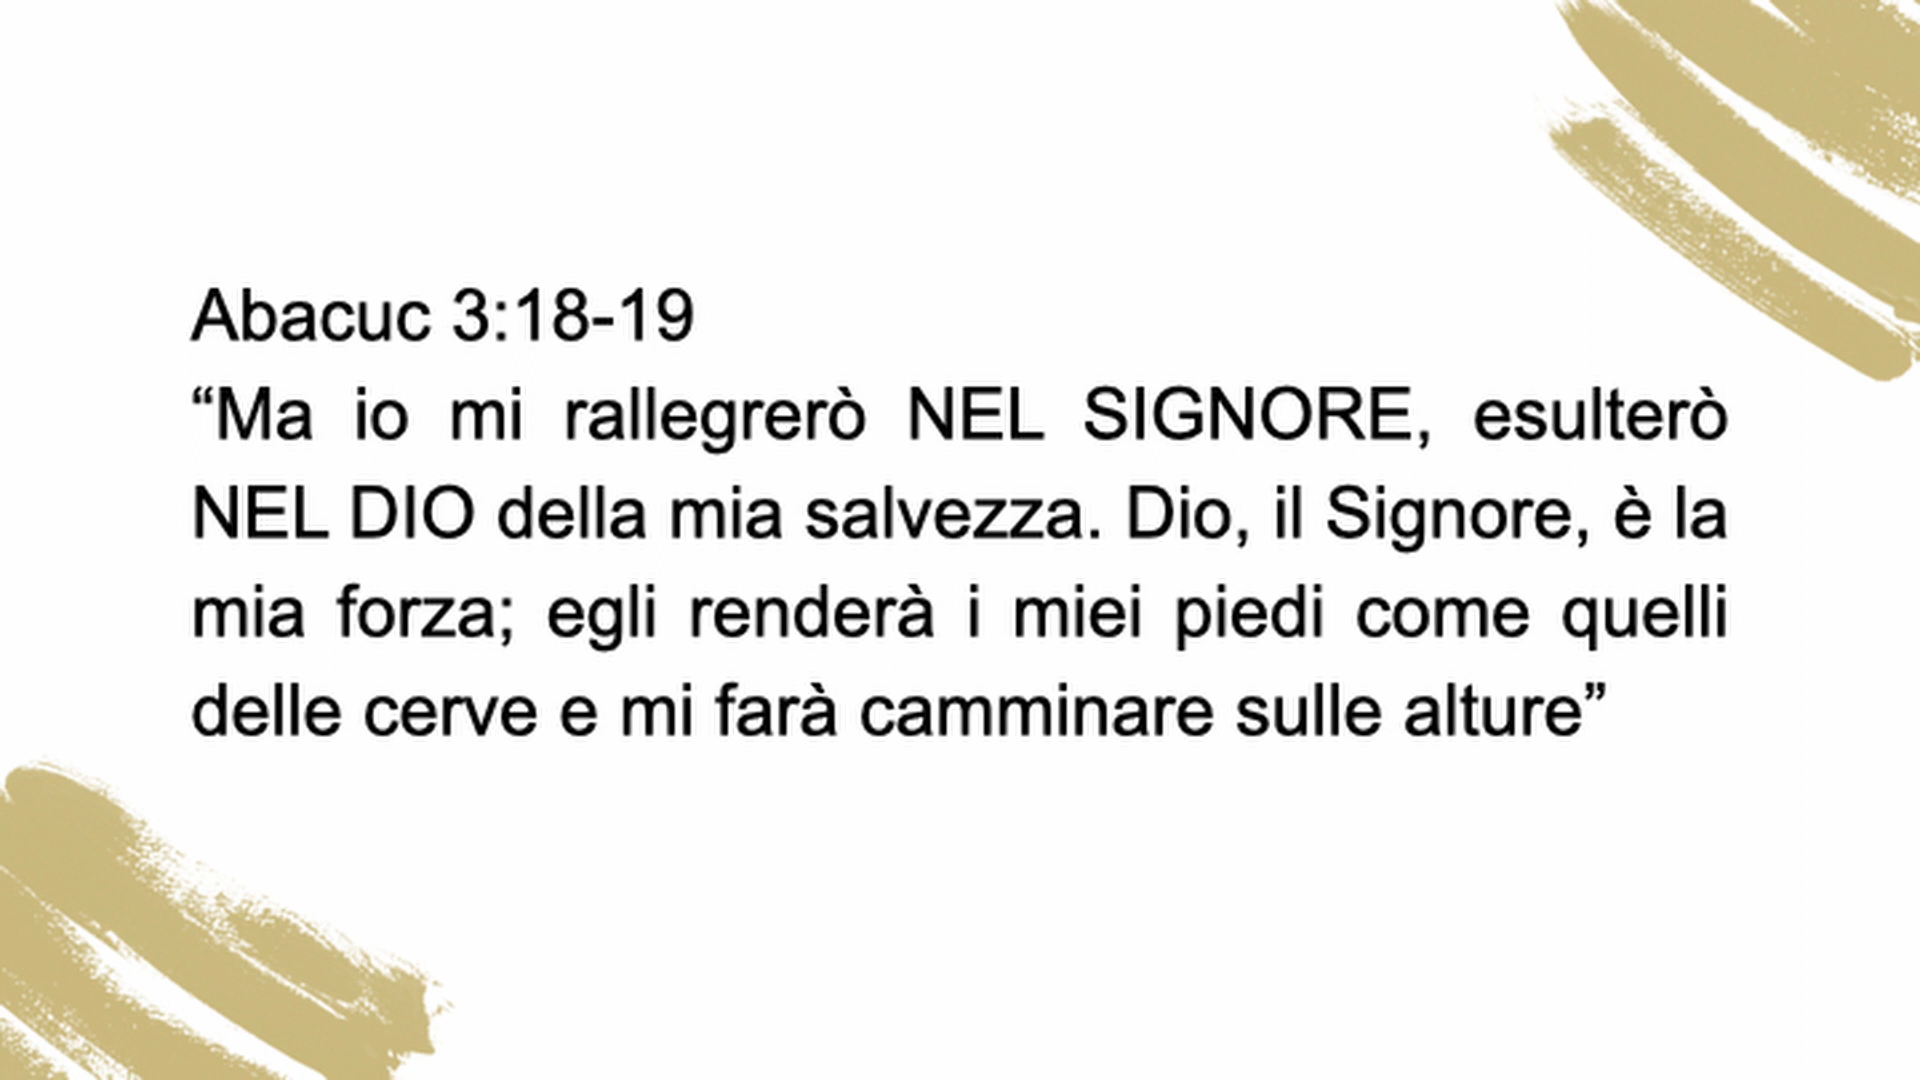 Abacuc 3:18-19
“Ma io mi rallegrerò NEL SIGNORE, esulterò
NEL DIO della mia salvezza. Dio, il Signore, è la
mia forza; egli renderà i miei piedi come quelli
delle cerve e mi farà camminare sulle alture”